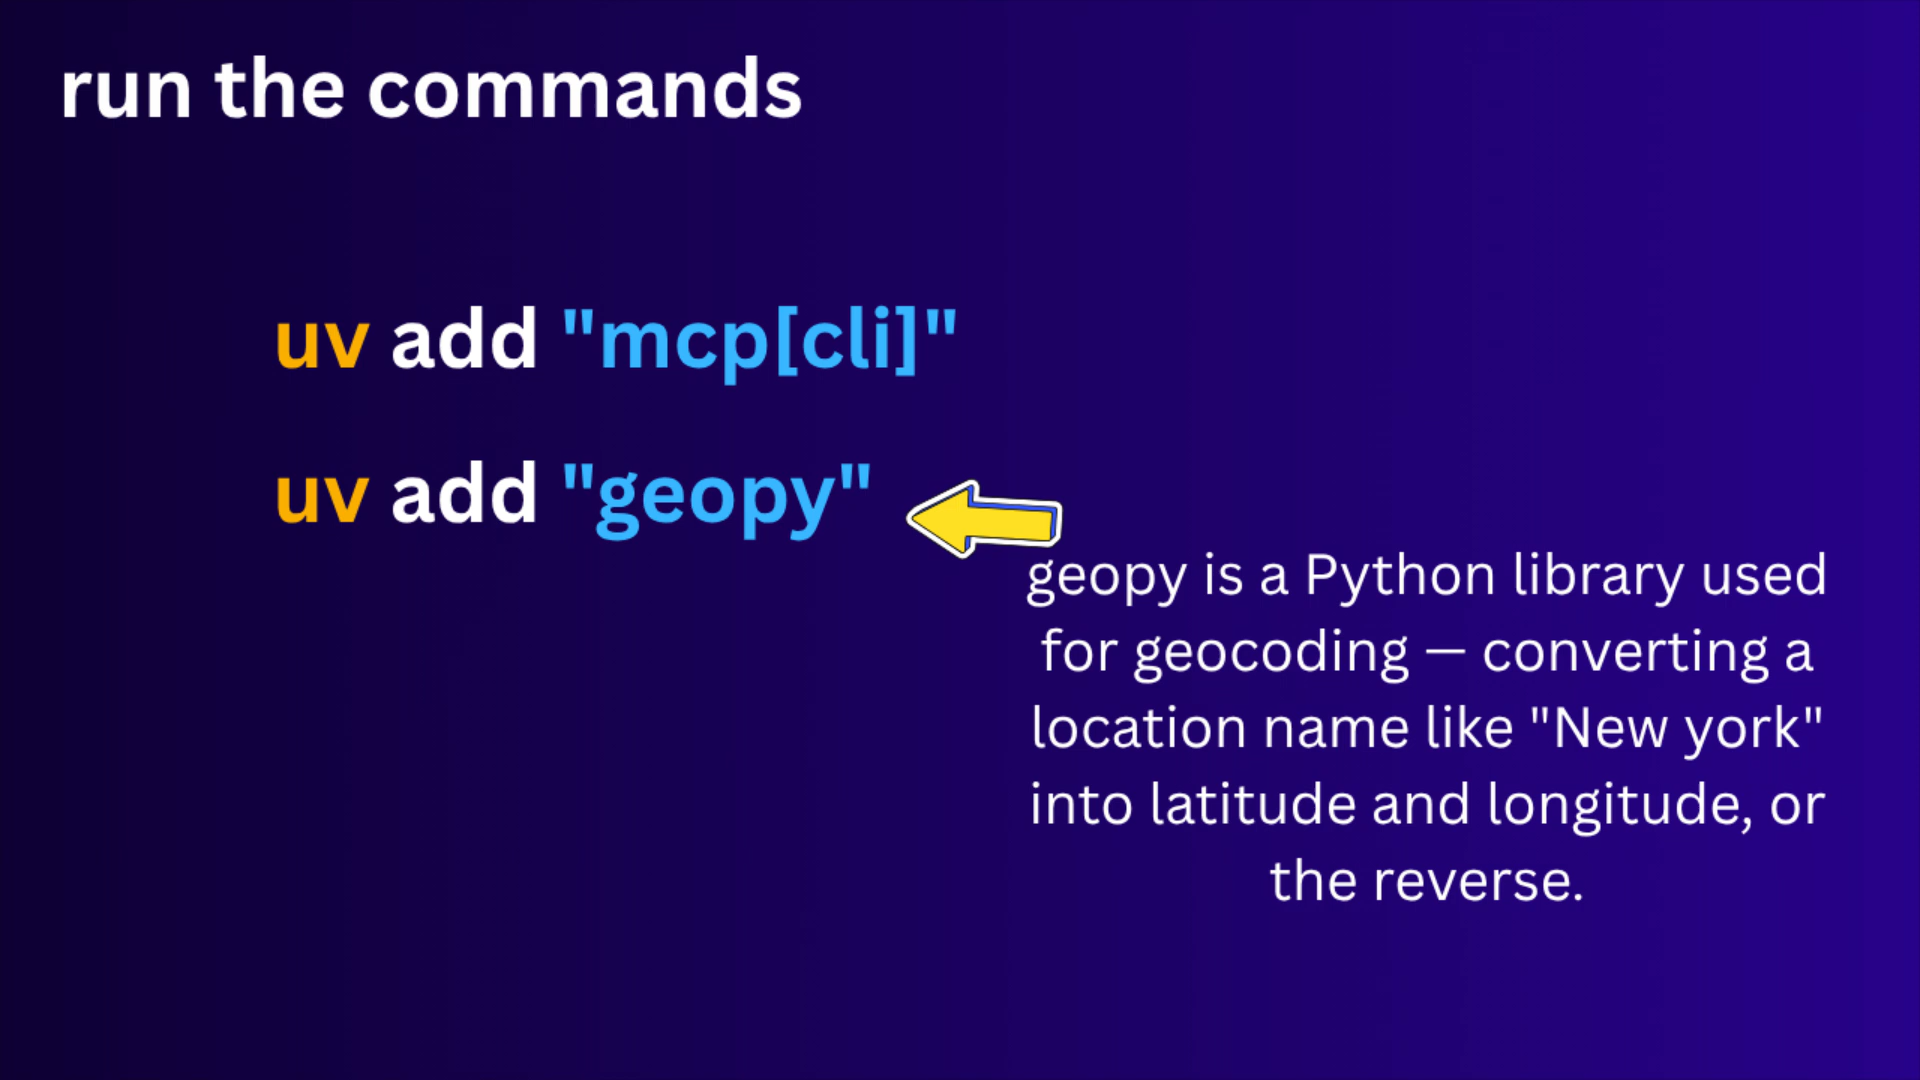 run the commands
uv add "mcp[cli]"
uv add "geopy"
geopy is a Python library used
for geocoding — converting a
location name like "New york"
into latitude and longitude, or
the reverse.